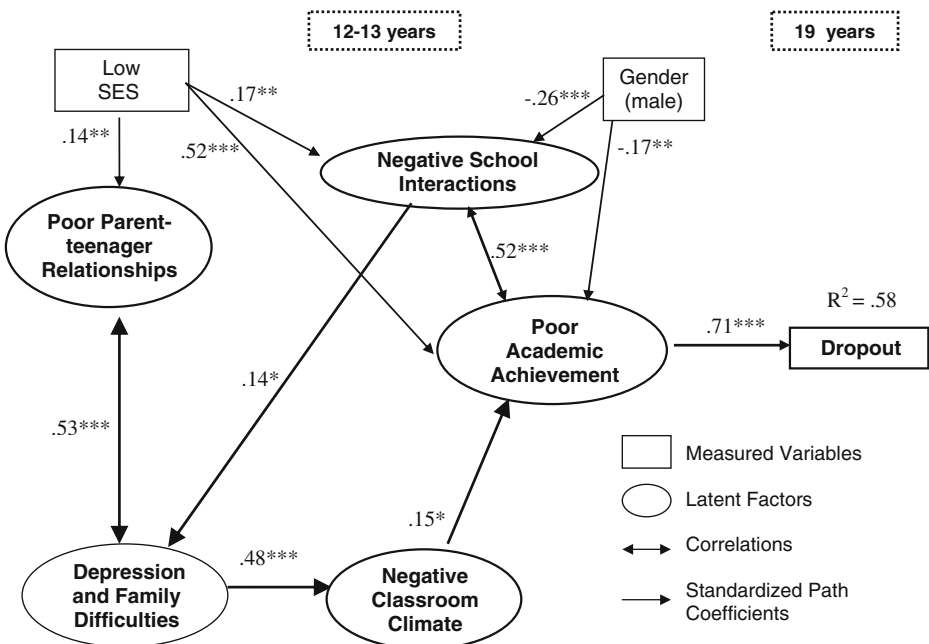 12-13 years
19 years
Low
SES
Gender
(male)
.17**
-.26***
.14**
.52***
-.17**
Negative School
Interactions
Poor Parent-
teenager
Relationships
.52***
R² = .58
Poor
Academic
Achievement
.71***
Dropout
.14*
.53***
Measured Variables
Latent Factors
.15*
Correlations
.48***
Depression
and Family
Difficulties
Negative
Classroom
Climate
Standardized Path
Coefficients